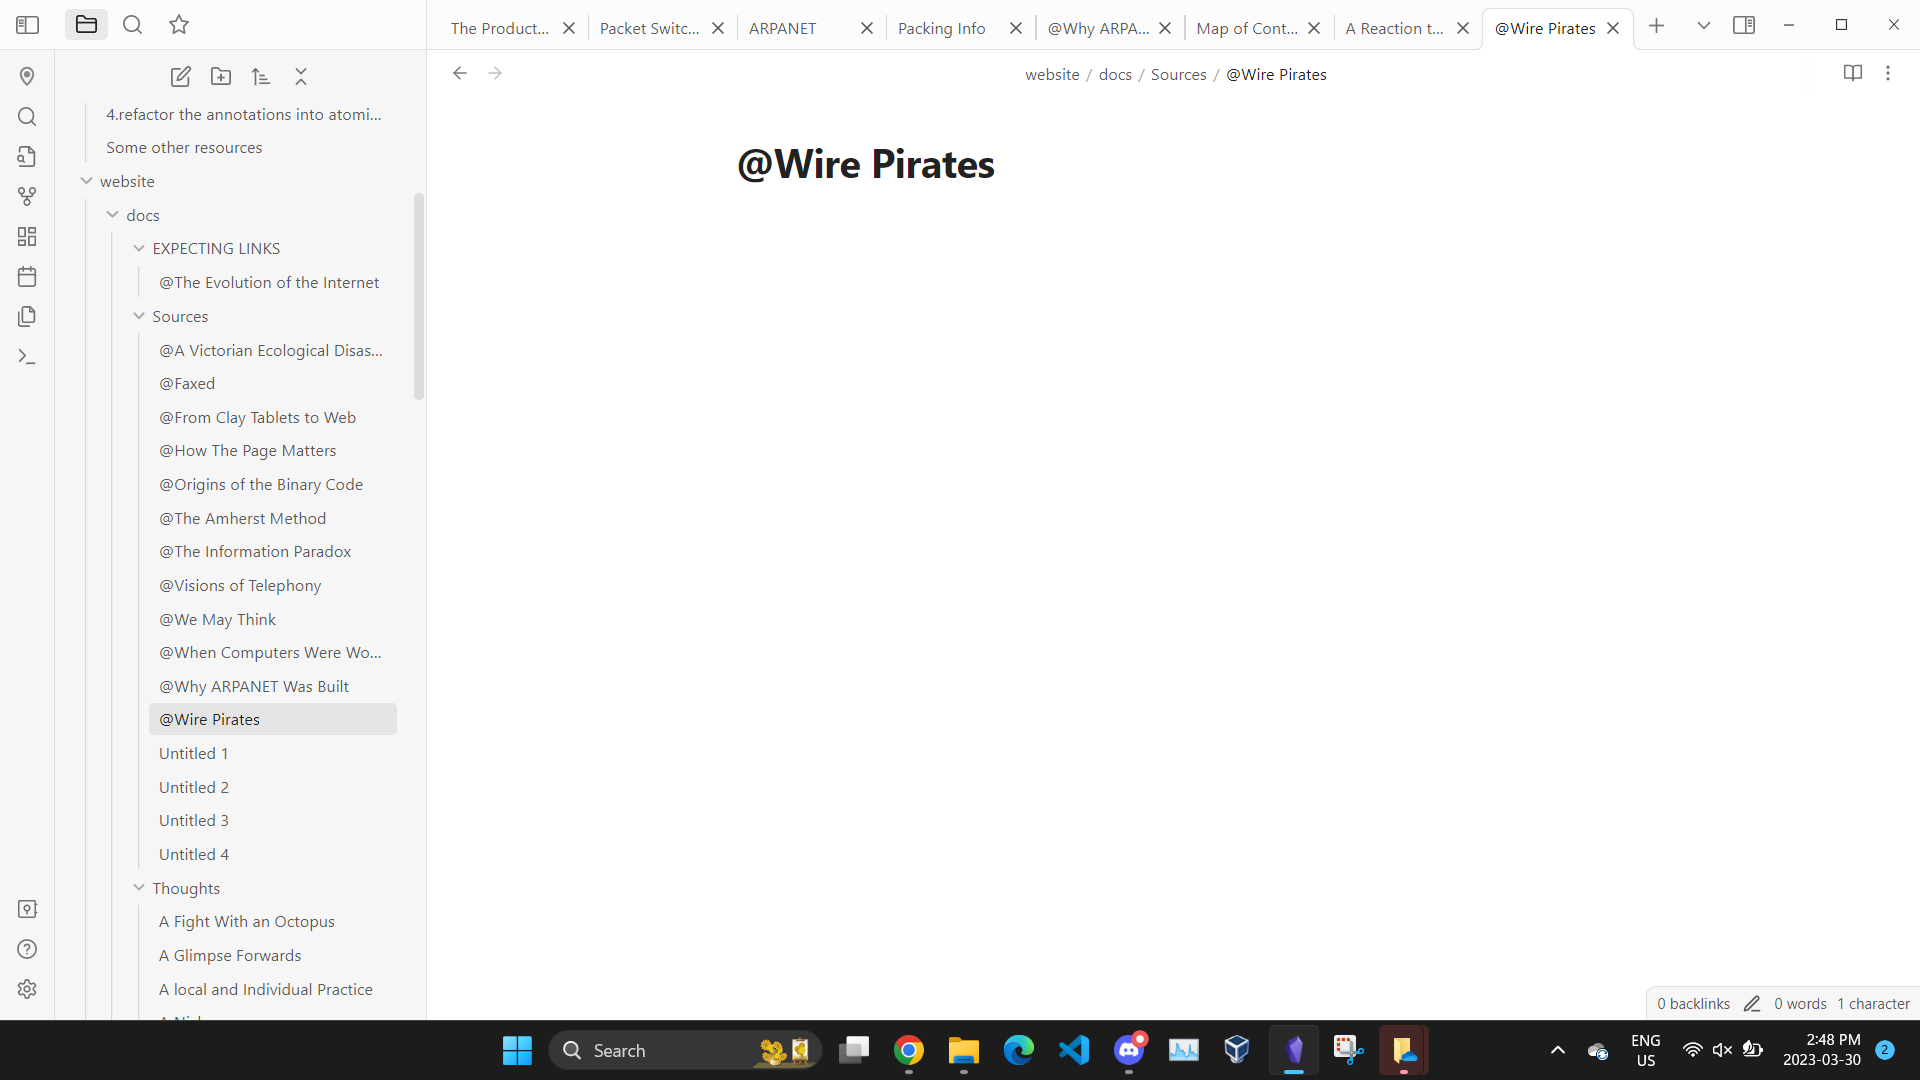 The Product...
Packet Switc...
ARPANET
Packing Info
@Why ARPA...
Map of Cont...
A Reaction t...
@Wire Pirates
website / docs / Sources / @Wire Pirates
4.refactor the annotations into atomi...
Some other resources
website
docs
EXPECTING LINKS
@The Evolution of the Internet
Sources
@A Victorian Ecological Disas...
@Faxed
@From Clay Tablets to Web
@How The Page Matters
@Origins of the Binary Code
@The Amherst Method
@The Information Paradox
@Visions of Telephony
@We May Think
@When Computers Were Wo...
@Why ARPANET Was Built
@Wire Pirates
Untitled 1
Untitled 2
Untitled 3
Untitled 4
Thoughts
A Fight With an Octopus
A Glimpse Forwards
A local and Individual Practice
@Wire Pirates
0 backlinks 0 words 1 character
Search
ENG
US
2:48 PM
2023-03-30
2